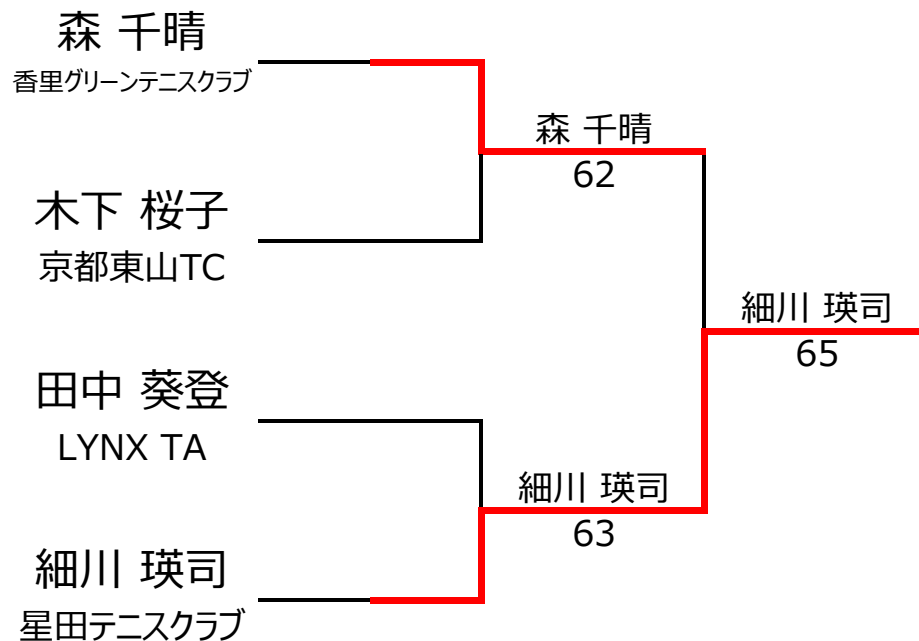 森 千晴
香里グリーンテニスクラブ
森 千晴
62
木下 桜子
京都東山TC
細川 瑛司
65
田中 葵登
LYNX TA
細川 瑛司
63
細川 瑛司
星田テニスクラブ